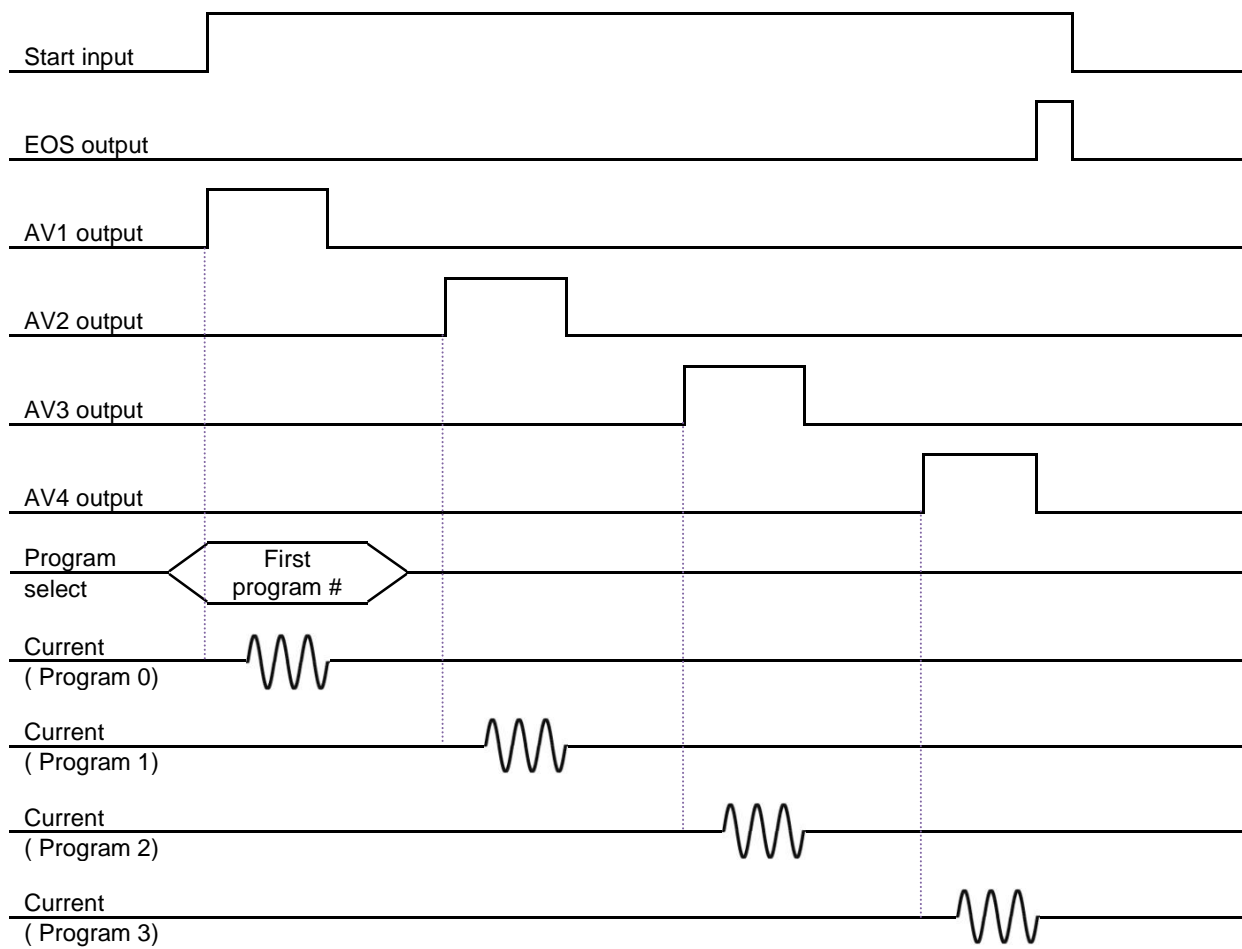 Start input
EOS output
AV1 output
AV2 output
AV3 output
AV4 output
Program
select
First
program #
Current
( Program 0)
Current
( Program 1)
Current
( Program 2)
Current
( Program 3)